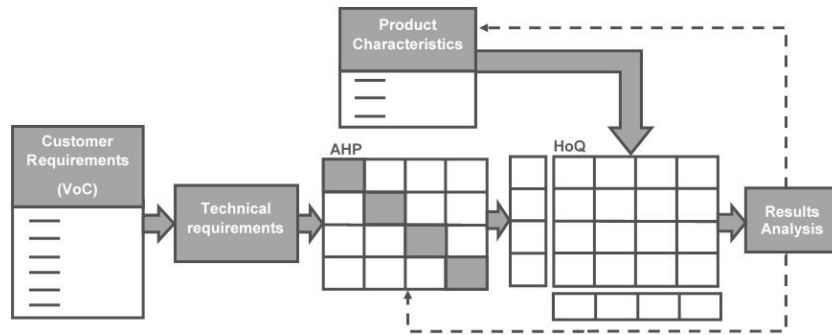 Product
Characteristics
Customer
Requirements
(VoC)
Technical
requirements
AHP
HoQ
Results
Analysis